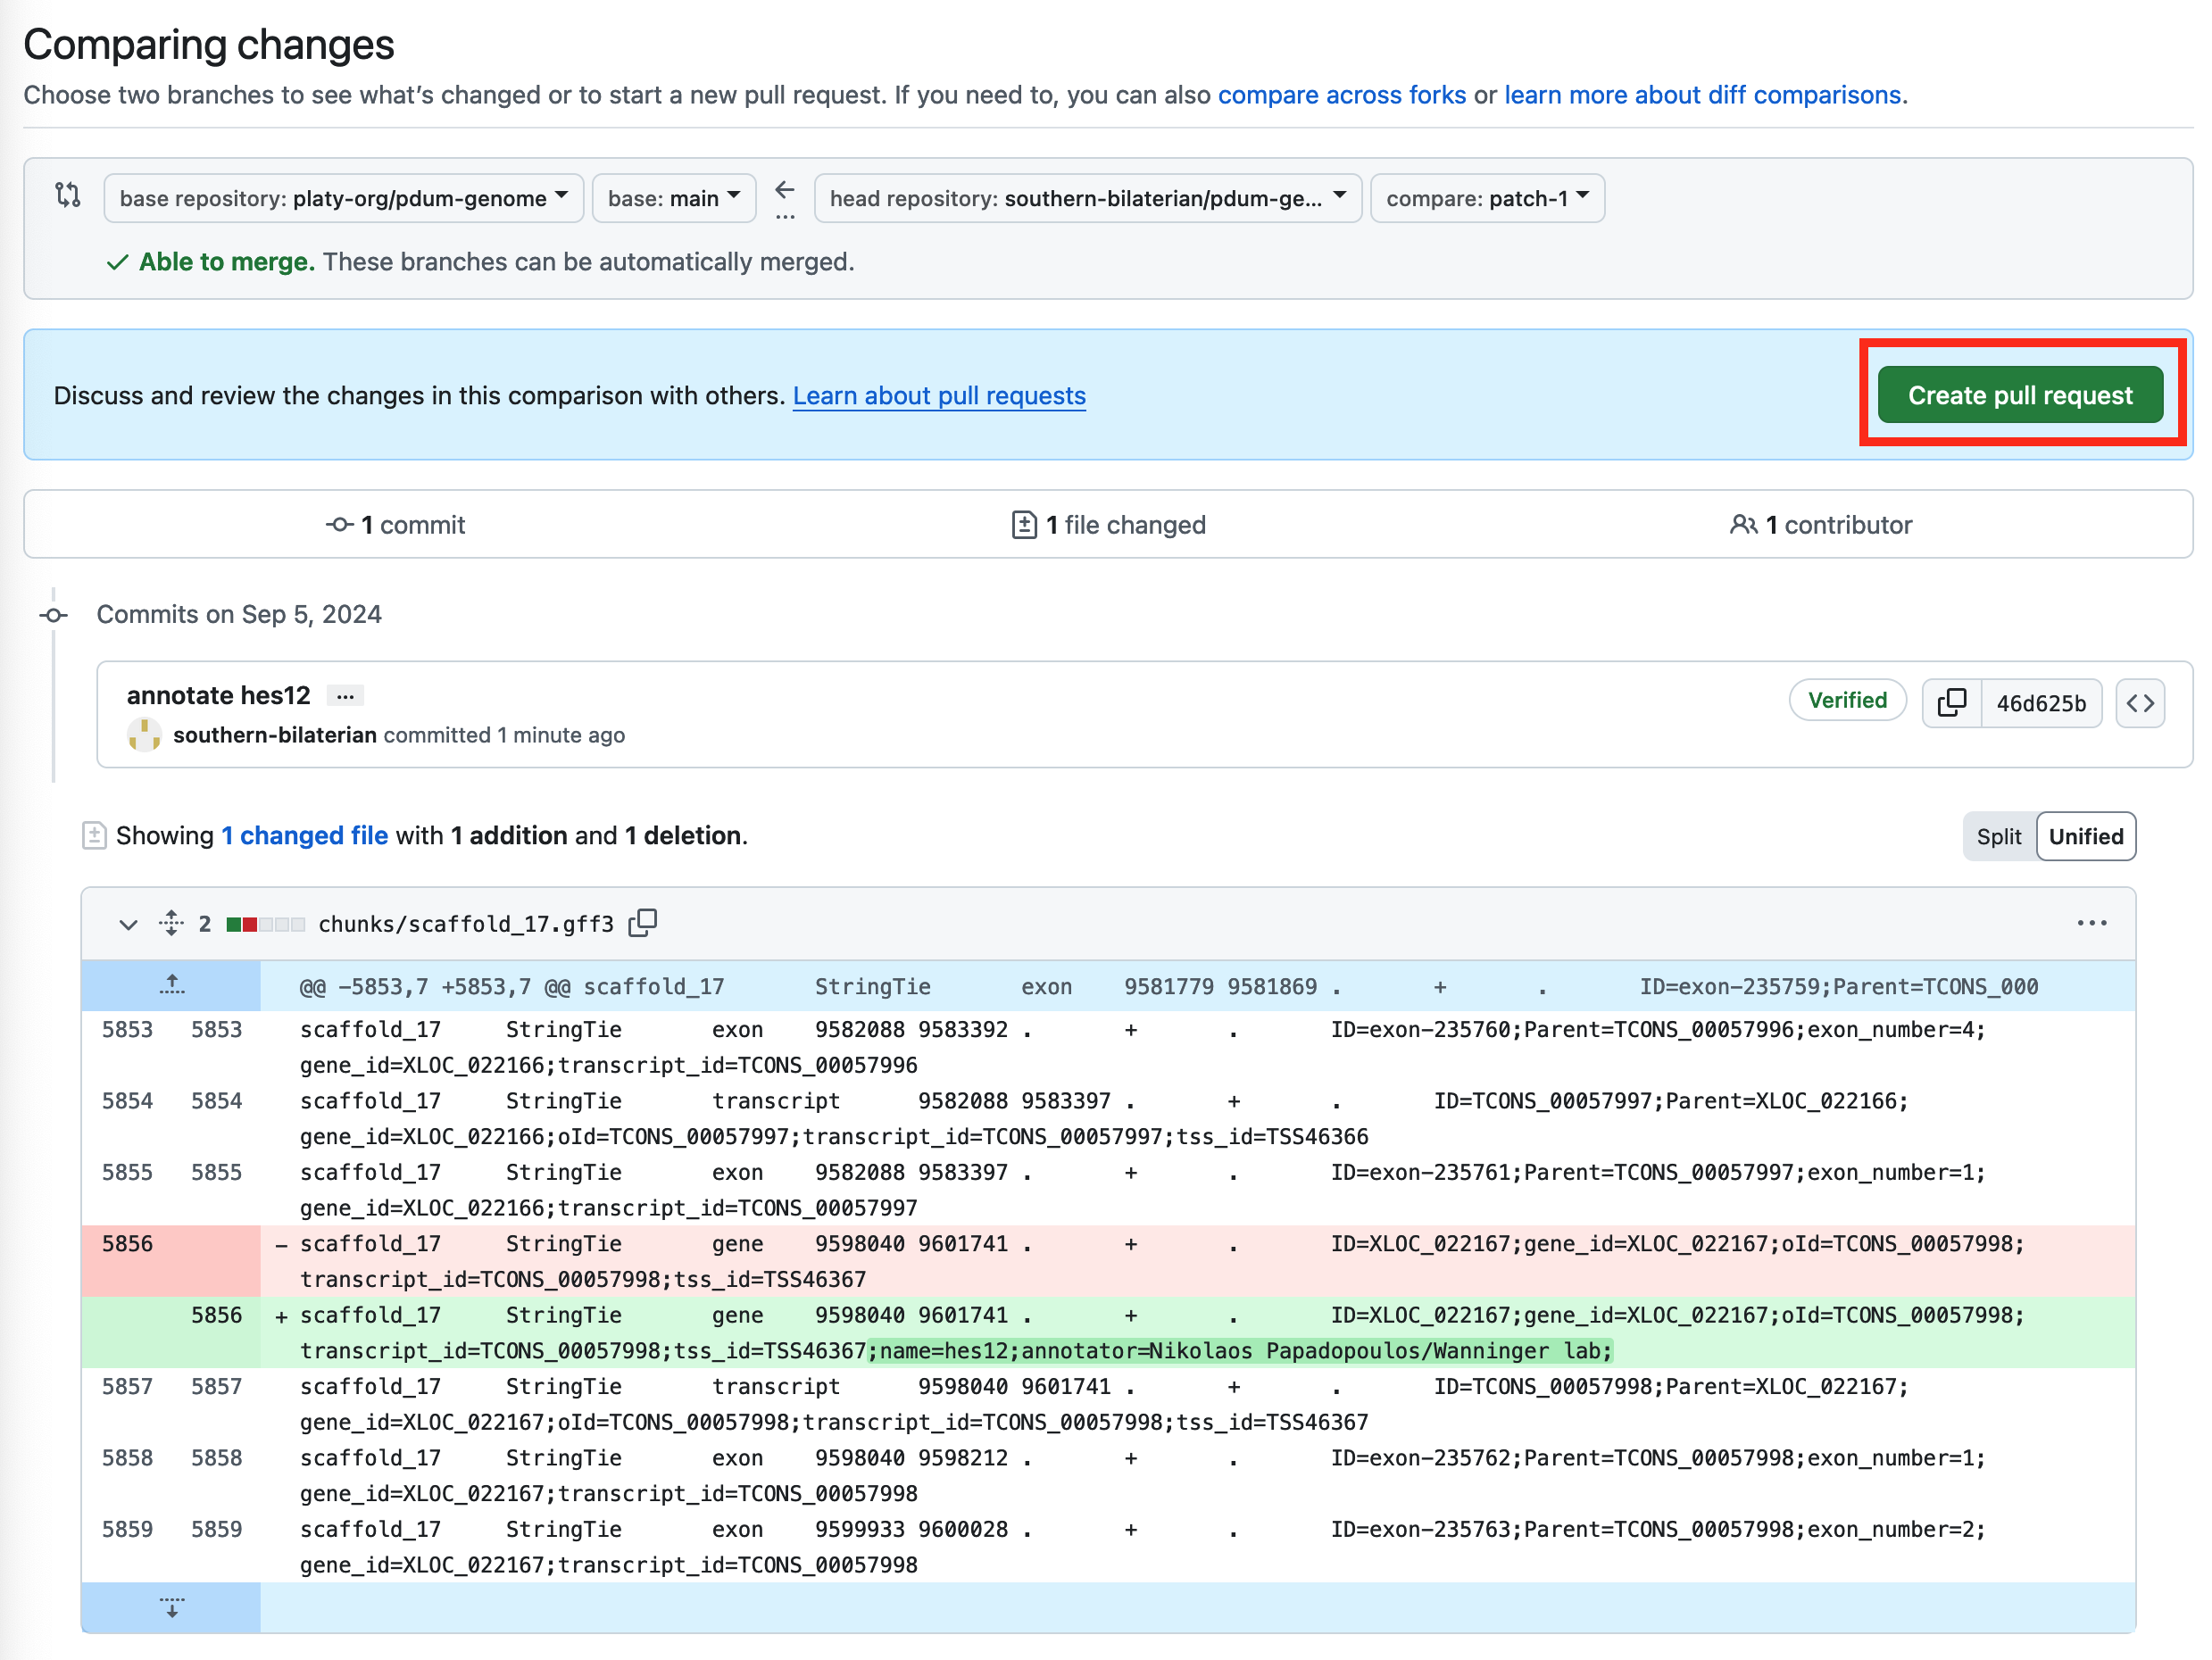 Comparing changes
Choose two branches to see what’s changed or to start a new pull request. If you need to, you can also compare across forks or learn more about diff comparisons.
base repository: platy-org/pdum-genome base: main ← ... head repository: southern-bilaterian/pdum-ge... compare: patch-1
✓ Able to merge. These branches can be automatically merged.
Discuss and review the changes in this comparison with others. Learn about pull requests Create pull request
1 commit 1 file changed 1 contributor
Commits on Sep 5, 2024
annotate hes12 ... Verified 46d625b <>
southern-bilaterian committed 1 minute ago
Showing 1 changed file with 1 addition and 1 deletion. Split Unified
2 chunks/scaffold_17.gff3 ...
@@ -5853,7 +5853,7 @@ scaffold_17 StringTie exon 9581779 9581869 . + . ID=exon-235759;Parent=TCONS_000
5853 5853 scaffold_17 StringTie exon 9582088 9583392 . + . ID=exon-235760;Parent=TCONS_00057996;exon_number=4;
gene_id=XLOC_022166;transcript_id=TCONS_00057996
5854 5854 scaffold_17 StringTie transcript 9582088 9583397 . + . ID=TCONS_00057997;Parent=XLOC_022166;
gene_id=XLOC_022166;oId=TCONS_00057997;transcript_id=TCONS_00057997;tss_id=TSS46366
5855 5855 scaffold_17 StringTie exon 9582088 9583397 . + . ID=exon-235761;Parent=TCONS_00057997;exon_number=1;
gene_id=XLOC_022166;transcript_id=TCONS_00057997
5856 - scaffold_17 StringTie gene 9598040 9601741 . + . ID=XLOC_022167;gene_id=XLOC_022167;oId=TCONS_00057998;
transcript_id=TCONS_00057998;tss_id=TSS46367
5856 + scaffold_17 StringTie gene 9598040 9601741 . + . ID=XLOC_022167;gene_id=XLOC_022167;oId=TCONS_00057998;
transcript_id=TCONS_00057998;tss_id=TSS46367;name=hes12;annotator=Nikolaos Papadopoulos/Wanninger lab;
5857 5857 scaffold_17 StringTie transcript 9598040 9601741 . + . ID=TCONS_00057998;Parent=XLOC_022167;
gene_id=XLOC_022167;oId=TCONS_00057998;transcript_id=TCONS_00057998;tss_id=TSS46367
5858 5858 scaffold_17 StringTie exon 9598040 9598212 . + . ID=exon-235762;Parent=TCONS_00057998;exon_number=1;
gene_id=XLOC_022167;transcript_id=TCONS_00057998
5859 5859 scaffold_17 StringTie exon 9599933 9600028 . + . ID=exon-235763;Parent=TCONS_00057998;exon_number=2;
gene_id=XLOC_022167;transcript_id=TCONS_00057998